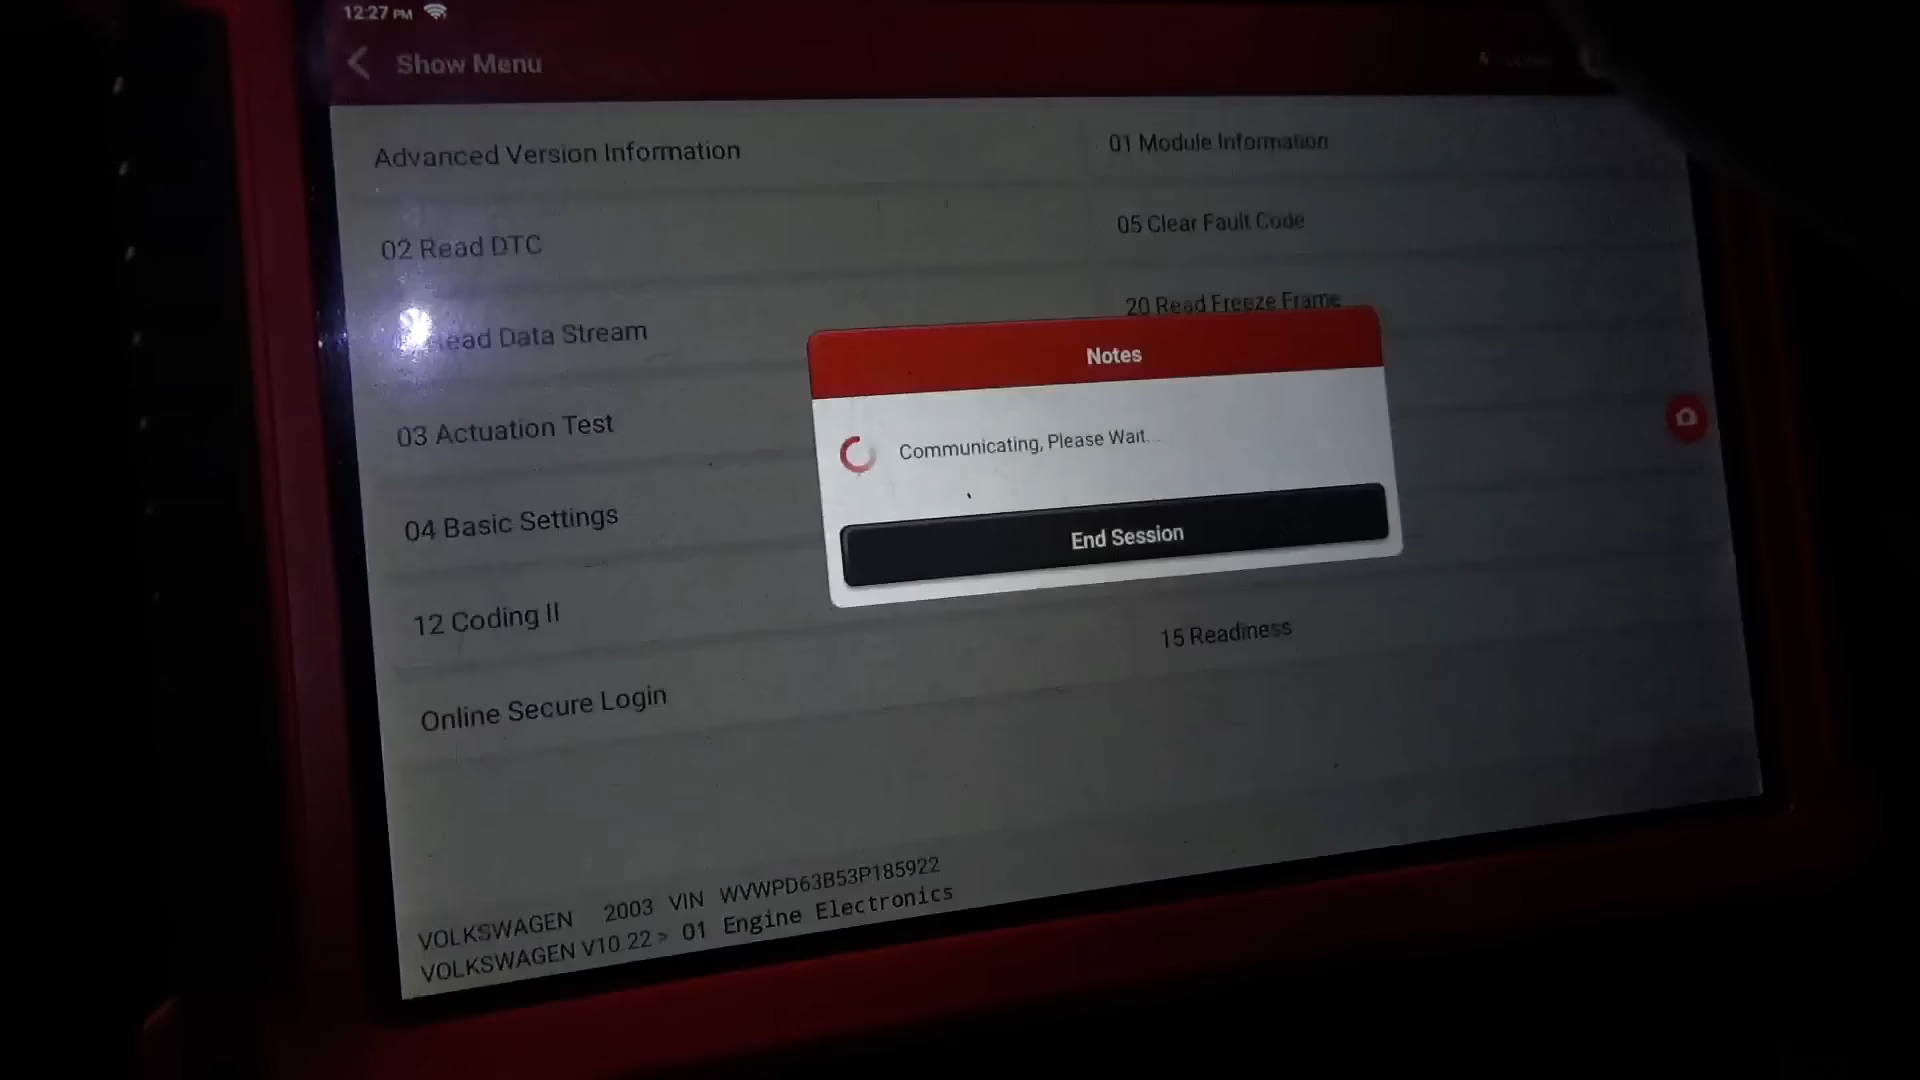 12:27 PM
Show Menu
Advanced Version Information
01 Module Information
02 Read DTC
05 Clear Fault Code
Read Data Stream
20 Read Freeze Frame
03 Actuation Test
04 Basic Settings
12 Coding II
15 Readiness
Online Secure Login
Notes
Communicating, Please Wait...
End Session
VOLKSWAGEN 2003 VIN WVWPD63B53P185922
VOLKSWAGEN V10.22 > 01 Engine Electronics